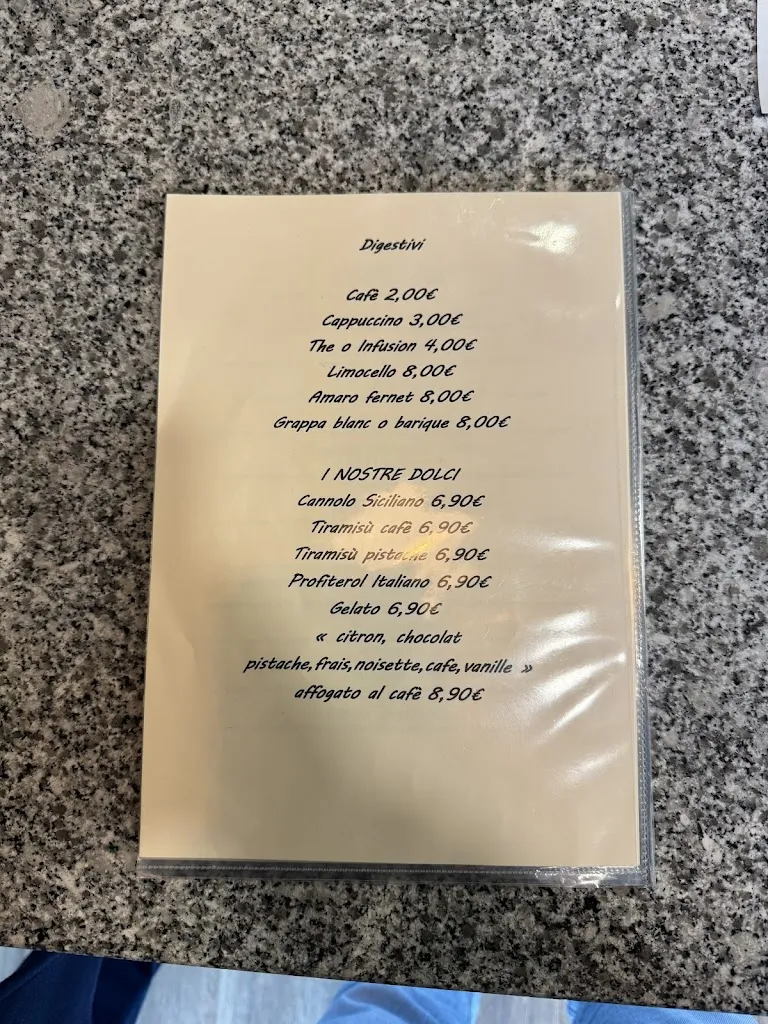 Digestivi
Cafè 2,00€
Cappuccino 3,00€
The o Infusion 4,00€
Limocello 8,00€
Amaro fernet 8,00€
Grappa blanc o barique 8,00€
I NOSTRE DOLCI
Cannolo Siciliano 6,90€
Tiramisù cafè 6,90€
Tiramisù pistache 6,90€
Profiterol Italiano 6,90€
Gelato 6,90€
« citron, chocolat
pistache,frais,noisette,cafe,vanille »
affogato al cafè 8,90€